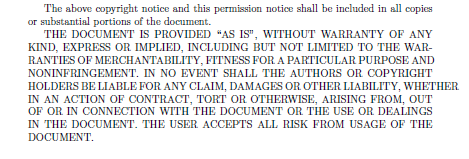 The above copyright notice and this permission notice shall be included in all copies
or substantial portions of the document.
THE DOCUMENT IS PROVIDED “AS IS”, WITHOUT WARRANTY OF ANY
KIND, EXPRESS OR IMPLIED, INCLUDING BUT NOT LIMITED TO THE WAR-
RANTIES OF MERCHANTABILITY, FITNESS FOR A PARTICULAR PURPOSE AND
NONINFRINGEMENT. IN NO EVENT SHALL THE AUTHORS OR COPYRIGHT
HOLDERS BE LIABLE FOR ANY CLAIM, DAMAGES OR OTHER LIABILITY, WHETHER
IN AN ACTION OF CONTRACT, TORT OR OTHERWISE, ARISING FROM, OUT
OF OR IN CONNECTION WITH THE DOCUMENT OR THE USE OR DEALINGS
IN THE DOCUMENT. THE USER ACCEPTS ALL RISK FROM USAGE OF THE
DOCUMENT.